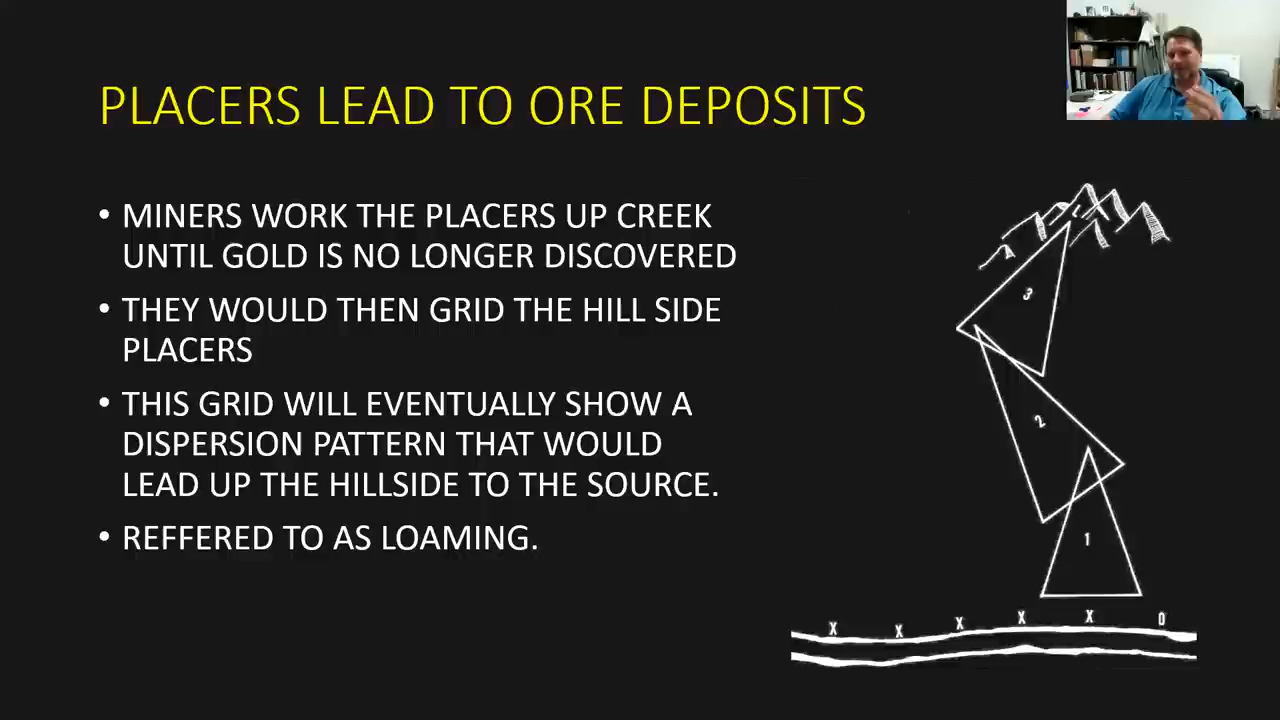 PLACERS LEAD TO ORE DEPOSITS
• MINERS WORK THE PLACERS UP CREEK
UNTIL GOLD IS NO LONGER DISCOVERED
• THEY WOULD THEN GRID THE HILL SIDE
PLACERS
• THIS GRID WILL EVENTUALLY SHOW A
DISPERSION PATTERN THAT WOULD
LEAD UP THE HILLSIDE TO THE SOURCE.
• REFFERED TO AS LOAMING.
3
2
1
X X X X X O